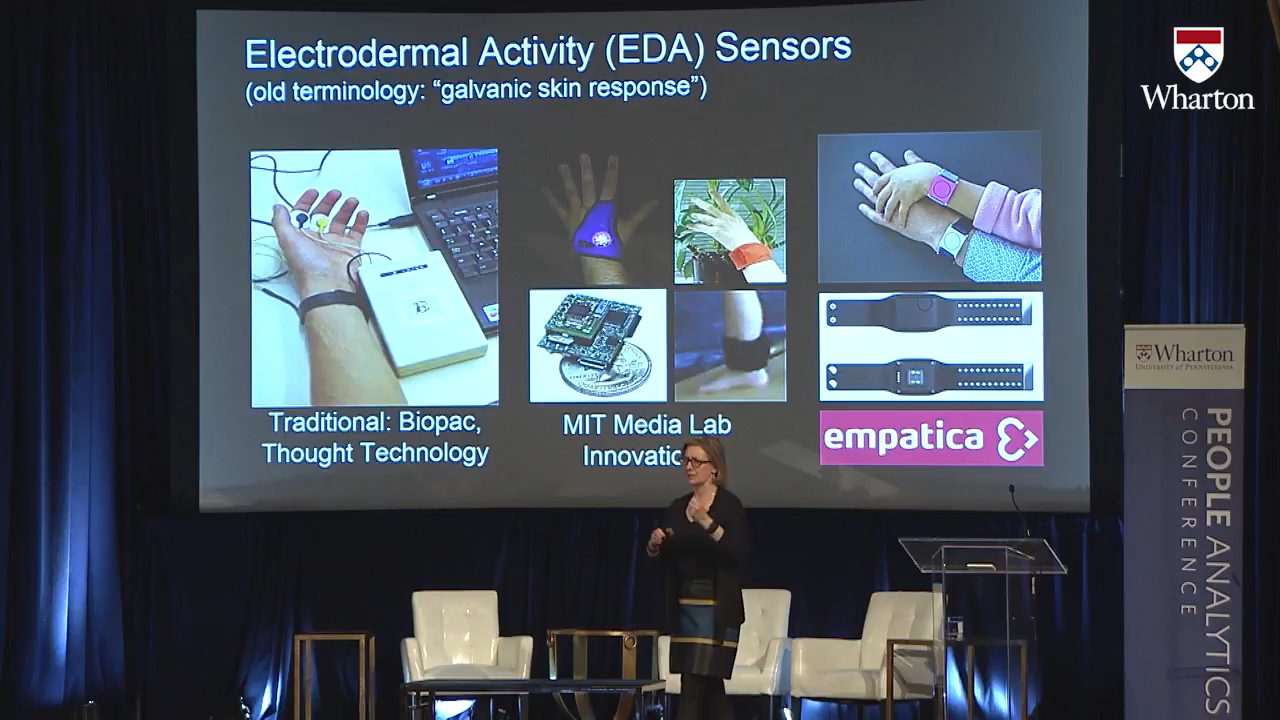 Electrodermal Activity (EDA) Sensors
(old terminology: “galvanic skin response”)
Traditional: Biopac,
Thought Technology
MIT Media Lab
empatica
Wharton
Wharton
UNIVERSITY of PENNSYLVANIA
PEOPLE ANALYTICS
CONFERENCE